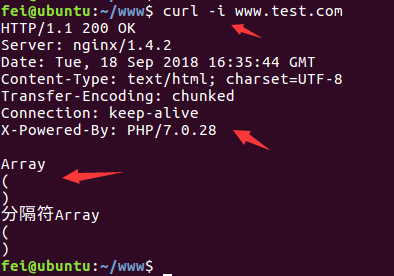 fei@ubuntu:~/www$ curl -i www.test.com
HTTP/1.1 200 OK
Server: nginx/1.4.2
Date: Tue, 18 Sep 2018 16:35:44 GMT
Content-Type: text/html; charset=UTF-8
Transfer-Encoding: chunked
Connection: keep-alive
X-Powered-By: PHP/7.0.28
Array
(
)
分隔符Array
(
)
fei@ubuntu:~/www$